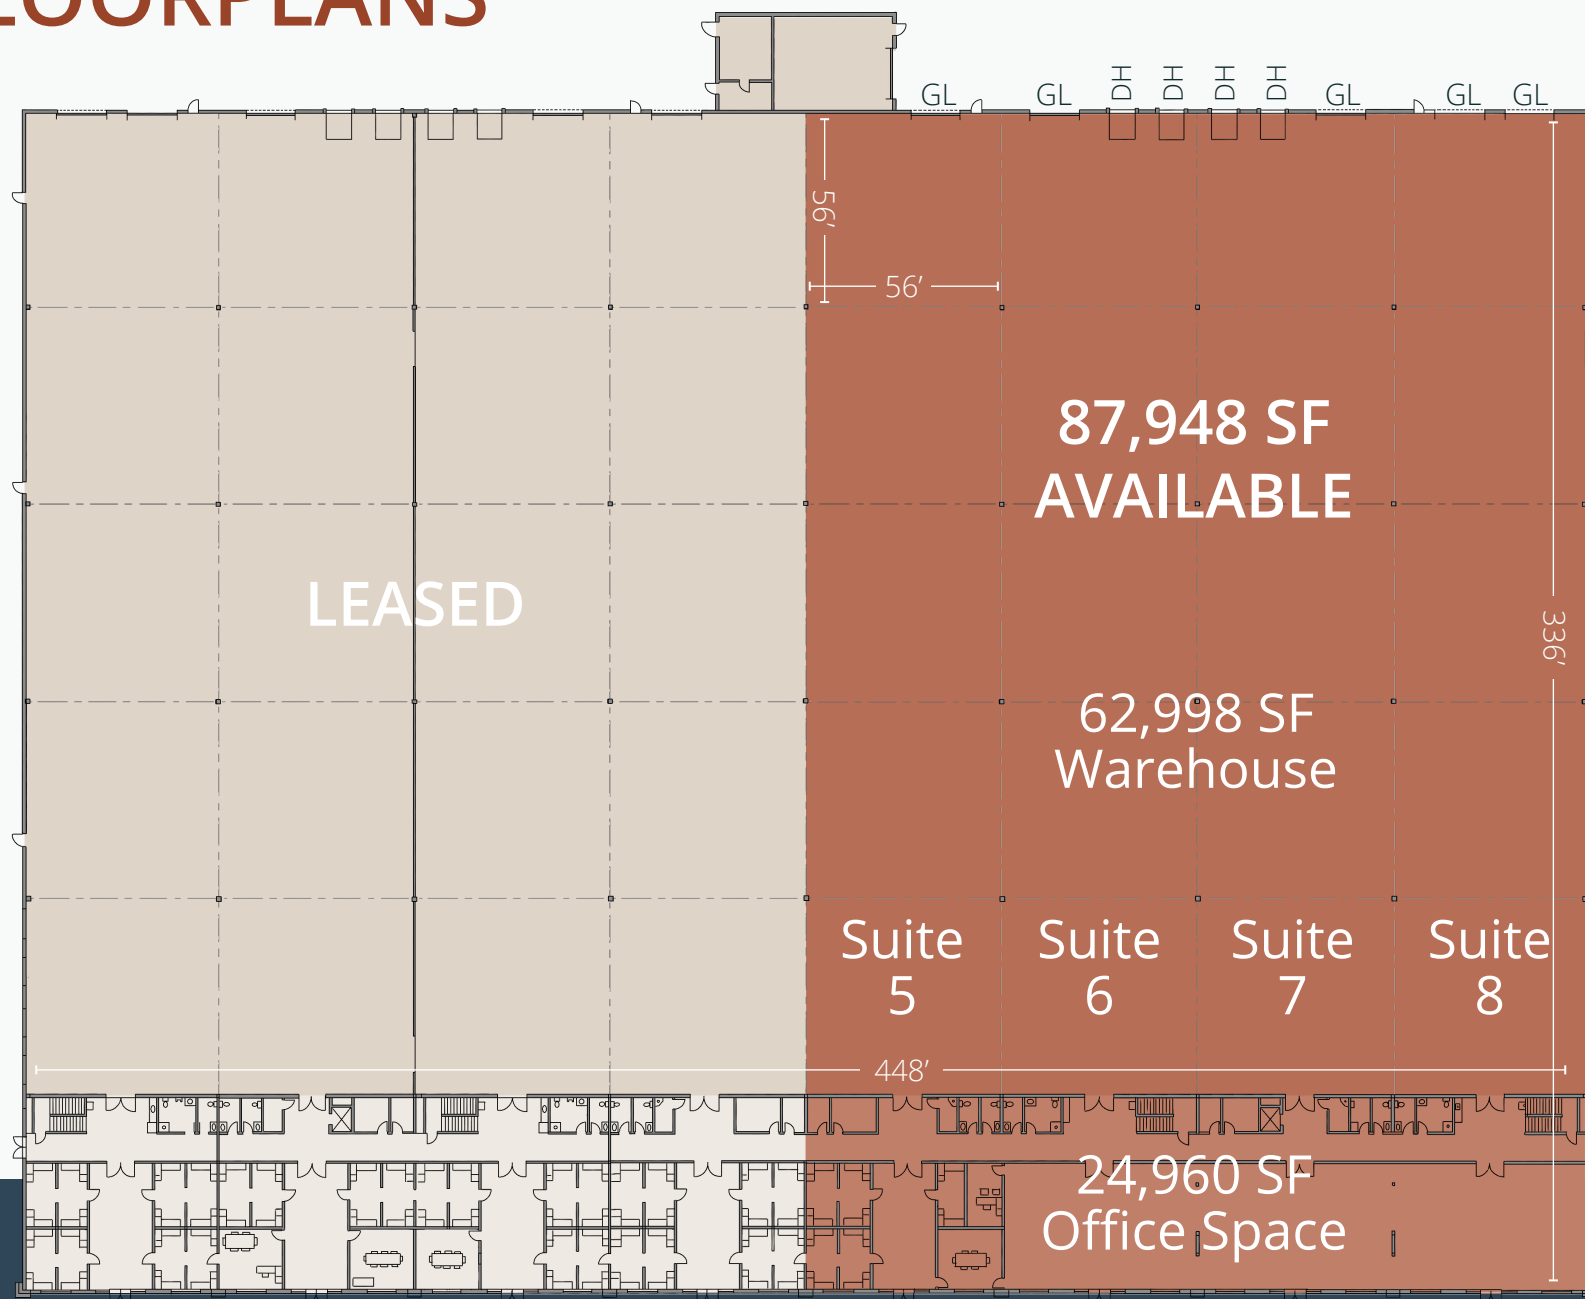 LOORPLANS
GL
GL
DH
DH
DH
DH
GL
GL
GL
56’
56’
87,948 SF
AVAILABLE
LEASED
336’
62,998 SF
Warehouse
Suite
5
Suite
6
Suite
7
Suite
8
448’
24,960 SF
Office Space